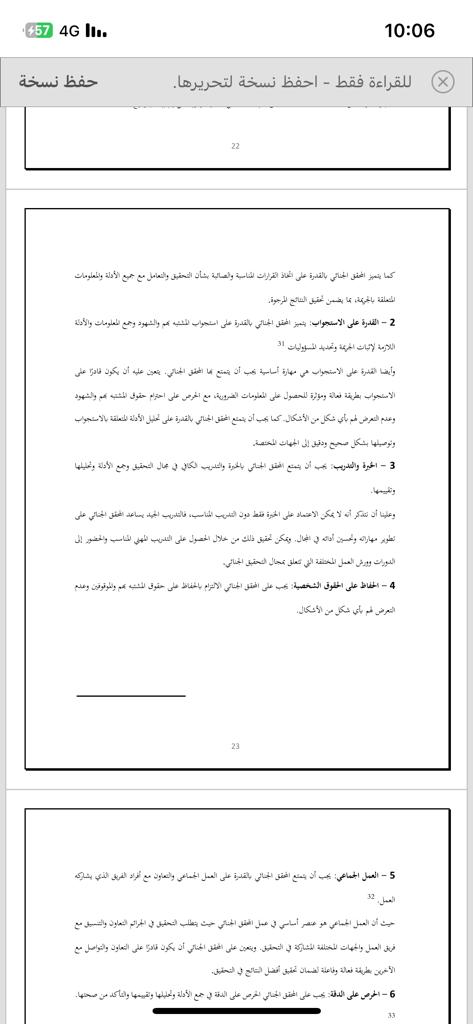 10:06
4G 57
للقراءة فقط - احفظ نسخة لتحريرها.
حفظ نسخة
22
كما يتميز المحقق الجنائي بالقدرة على اتخاذ القرارات المناسبة والصائبة بشأن التحقيق والتعامل مع جميع الأدلة والمعلومات
المتعلقة بالجريمة، بما يضمن تحقيق النتائج المرجوة.
2 – القدرة على الاستجواب: يتميز المحقق الجنائي بالقدرة على استجواب المشتبه بهم والشهود وجمع المعلومات والأدلة
اللازمة لإثبات الجريمة وتحديد المسؤوليات 31
وأيضا القدرة على الاستجواب هي مهارة أساسية يجب أن يتمتع بها المحقق الجنائي. يتعين عليه أن يكون قادرًا على
الاستجواب بطريقة فعالة ومؤثرة للحصول على المعلومات الضرورية، مع الحرص على احترام حقوق المشتبه بهم والشهود
وعدم التعرض لهم بأي شكل من الأشكال. كما يجب أن يتمتع المحقق الجنائي بالقدرة على تحليل الأدلة المتعلقة بالاستجواب
وتوصيلها بشكل صحيح ودقيق إلى الجهات المختصة.
3 – الخبرة والتدريب: يجب أن يتمتع المحقق الجنائي بالخبرة والتدريب الكافي في مجال التحقيق وجمع الأدلة وتحليلها
وتقييمها.
وعلينا أن نتذكر أنه لا يمكن الاعتماد على الخبرة فقط دون التدريب المناسب، فالتدريب الجيد يساعد المحقق الجنائي على
تطوير مهاراته وتحسين أدائه في المجال. ويمكن تحقيق ذلك من خلال الحصول على التدريب المهني المناسب والحضور إلى
الدورات وورش العمل المختلفة التي تتعلق بمجال التحقيق الجنائي.
4 – الحفاظ على الحقوق الشخصية: يجب على المحقق الجنائي الالتزام بالحفاظ على حقوق المشتبه بهم والموقوفين وعدم
التعرض لهم بأي شكل من الأشكال.
23
5 – العمل الجماعي: يجب أن يتمتع المحقق الجنائي بالقدرة على العمل الجماعي والتعاون مع أفراد الفريق الذي يشاركه
العمل. 32
حيث أن العمل الجماعي هو عنصر أساسي في عمل المحقق الجنائي حيث يتطلب التحقيق في الجرائم التعاون والتنسيق مع
فريق العمل والجهات المختلفة المشاركة في التحقيق. ويتعين على المحقق الجنائي أن يكون قادرًا على التعاون والتواصل مع
الآخرين بطريقة فعالة وفاعلة لضمان تحقيق أفضل النتائج في التحقيق.
6 – الحرص على الدقة: يجب على المحقق الجنائي الحرص على الدقة في جمع الأدلة وتحليلها وتقييمها والتأكد من صحتها.
33